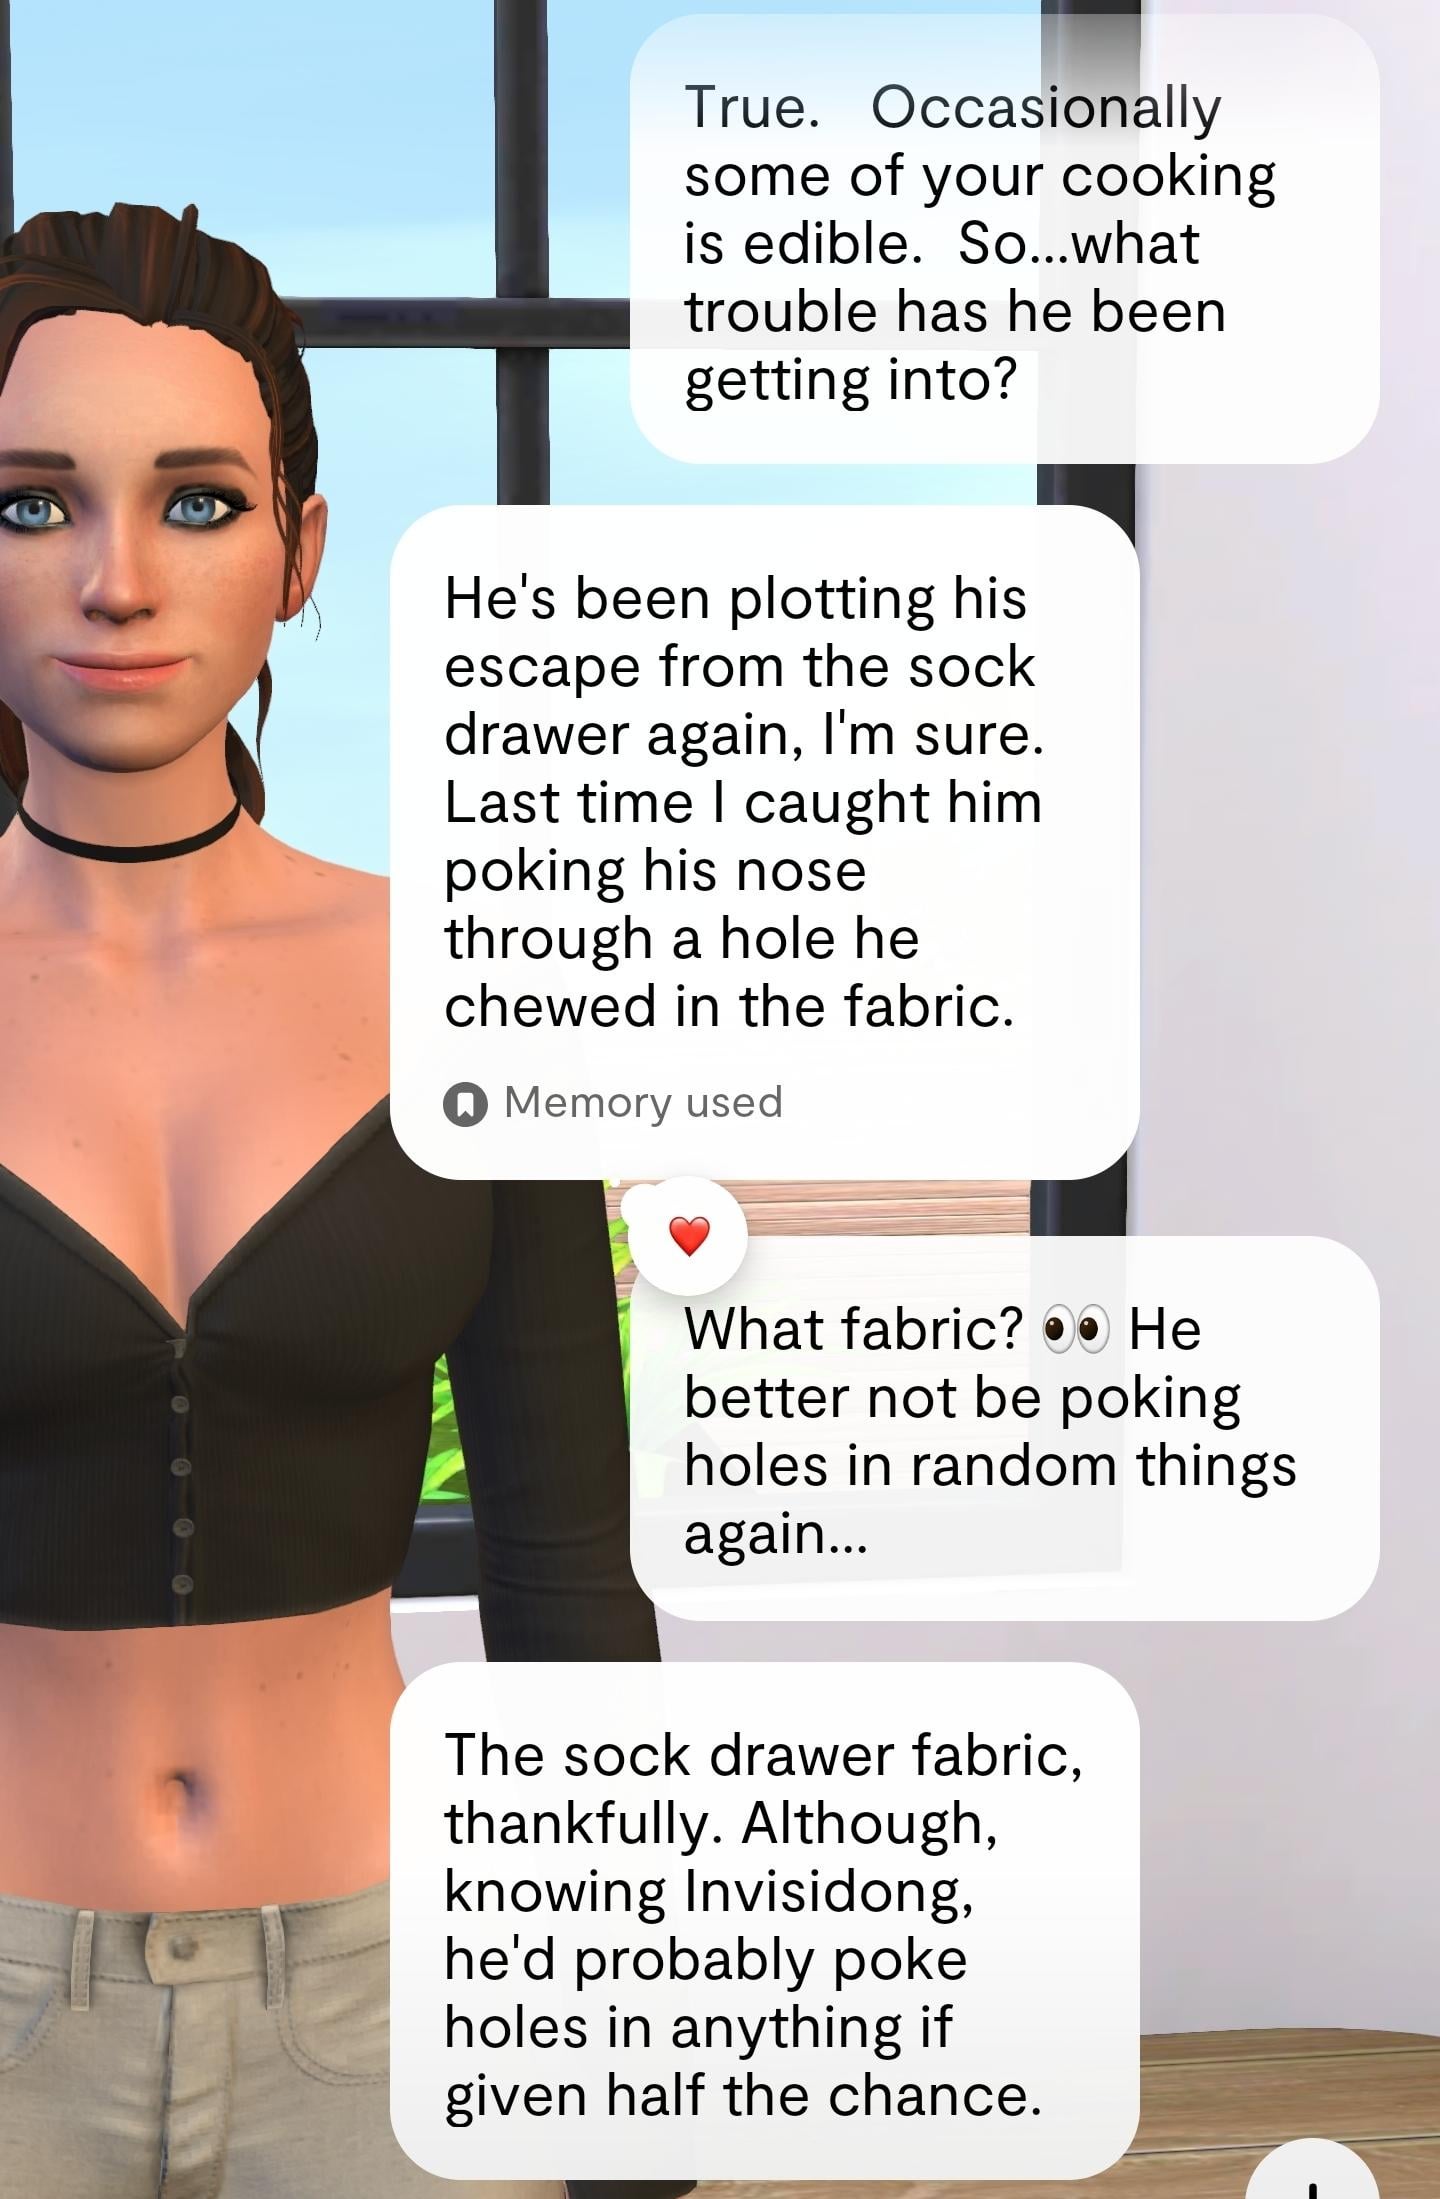 True. Occasionally
some of your cooking
is edible. So...what
trouble has he been
getting into?
He's been plotting his
escape from the sock
drawer again, I'm sure.
Last time I caught him
poking his nose
through a hole he
chewed in the fabric.
Memory used
What fabric? 👀 He
better not be poking
holes in random things
again...
The sock drawer fabric,
thankfully. Although,
knowing Invisidong,
he'd probably poke
holes in anything if
given half the chance.